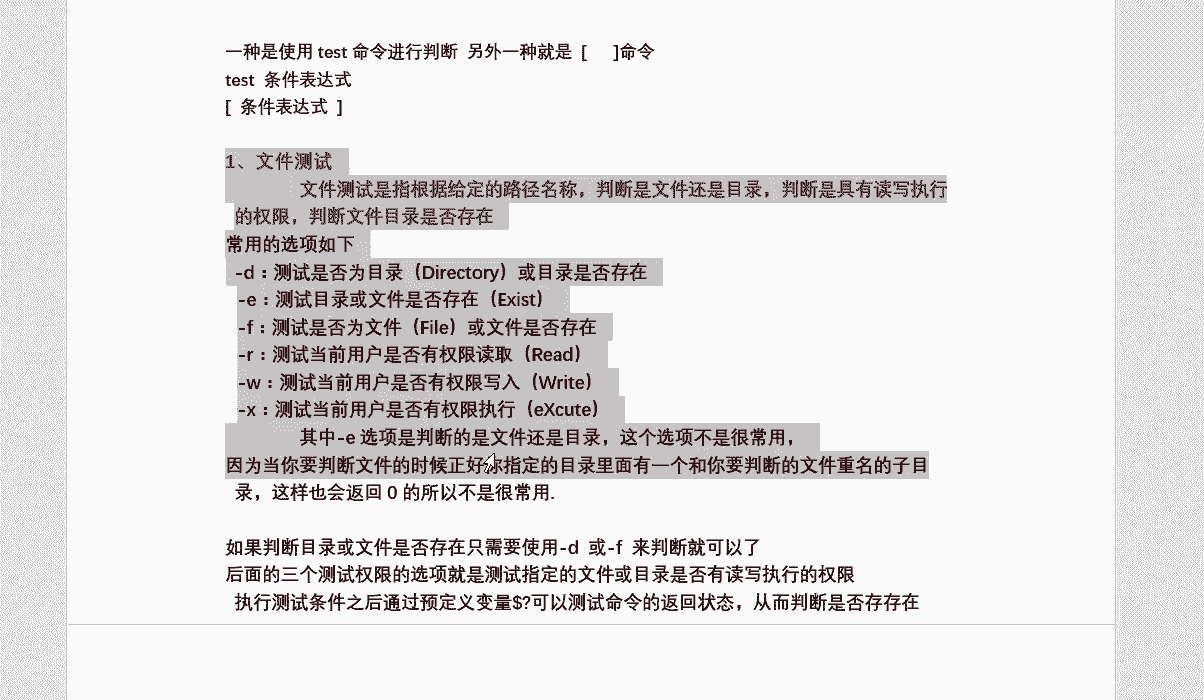 一种是使用 test 命令进行判断  另外一种就是  [      ]命令
test  条件表达式
[  条件表达式  ]
1、文件测试
文件测试是指根据给定的路径名称，判断是文件还是目录，判断是具有读写执行
的权限，判断文件目录是否存在
常用的选项如下
-d：测试是否为目录（Directory）或目录是否存在
-e：测试目录或文件是否存在（Exist）
-f：测试是否为文件（File）或文件是否存在
-r：测试当前用户是否有权限读取（Read）
-w：测试当前用户是否有权限写入（Write）
-x：测试当前用户是否有权限执行（eXcute）
其中-e 选项是判断的是文件还是目录，这个选项不是很常用，
因为当你要判断文件的时候正好你指定的目录里面有一个和你要判断的文件重名的子目
录，这样也会返回 0 的所以不是很常用.
如果判断目录或文件是否存在只需要使用-d  或-f  来判断就可以了
后面的三个测试权限的选项就是测试指定的文件或目录是否有读写执行的权限
执行测试条件之后通过预定义变量$?可以测试命令的返回状态，从而判断是否存存在